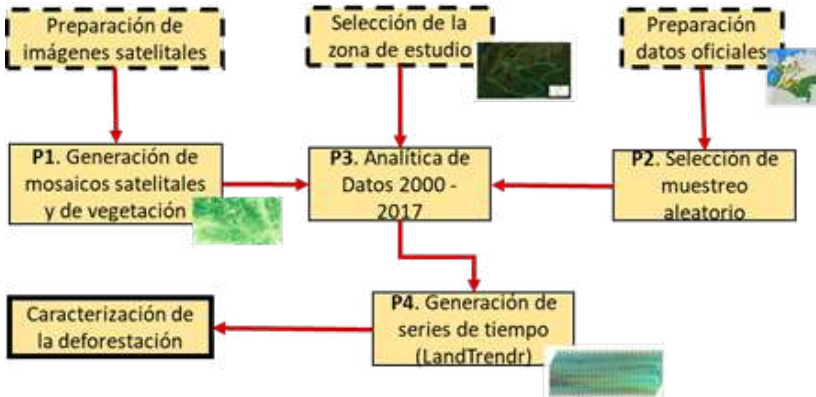 Preparación de
imágenes satelitales
Selección de la
zona de estudio
Preparación
datos oficiales
P1. Generación de
mosaicos satelitales
y de vegetación
P3. Analítica de
Datos 2000 -
2017
P2. Selección de
muestreo
aleatorio
Caracterización de
la deforestación
P4. Generación de
series de tiempo
(LandTrendr)